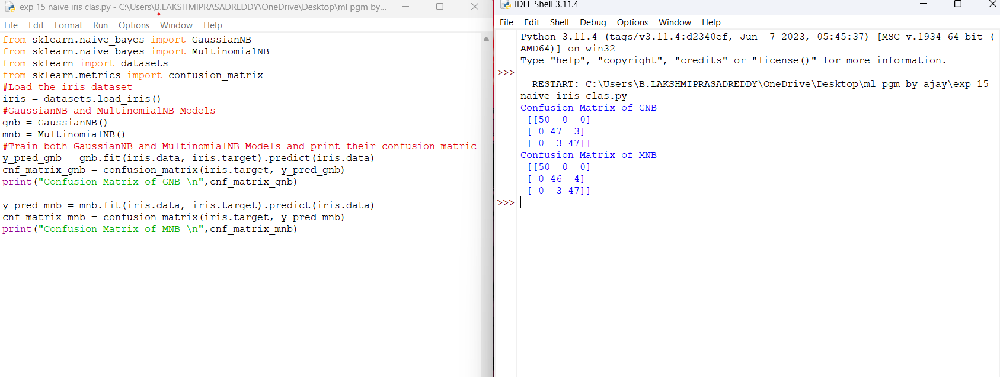 exp 15 naive iris clas.py - C:\Users\B.LAKSHMIPRASADREDDY\OneDrive\Desktop\ml pgm by...
File Edit Format Run Options Window Help
from sklearn.naive_bayes import GaussianNB
from sklearn.naive_bayes import MultinomialNB
from sklearn import datasets
from sklearn.metrics import confusion_matrix
#Load the iris dataset
iris = datasets.load_iris()
#GaussianNB and MultinomialNB Models
gnb = GaussianNB()
mnb = MultinomialNB()
#Train both GaussianNB and MultinomialNB Models and print their confusion matric
y_pred_gnb = gnb.fit(iris.data, iris.target).predict(iris.data)
cnf_matrix_gnb = confusion_matrix(iris.target, y_pred_gnb)
print("Confusion Matrix of GNB \n",cnf_matrix_gnb)

y_pred_mnb = mnb.fit(iris.data, iris.target).predict(iris.data)
cnf_matrix_mnb = confusion_matrix(iris.target, y_pred_mnb)
print("Confusion Matrix of MNB \n",cnf_matrix_mnb)
IDLE Shell 3.11.4
File Edit Shell Debug Options Window Help
Python 3.11.4 (tags/v3.11.4:d2340ef, Jun  7 2023, 05:45:37) [MSC v.1934 64 bit (
AMD64)] on win32
Type "help", "copyright", "credits" or "license()" for more information.
>>>
= RESTART: C:\Users\B.LAKSHMIPRASADREDDY\OneDrive\Desktop\ml pgm by ajay\exp 15
naive iris clas.py
Confusion Matrix of GNB
 [[50  0  0]
 [ 0 47  3]
 [ 0  3 47]]
Confusion Matrix of MNB
 [[50  0  0]
 [ 0 46  4]
 [ 0  3 47]]
>>>